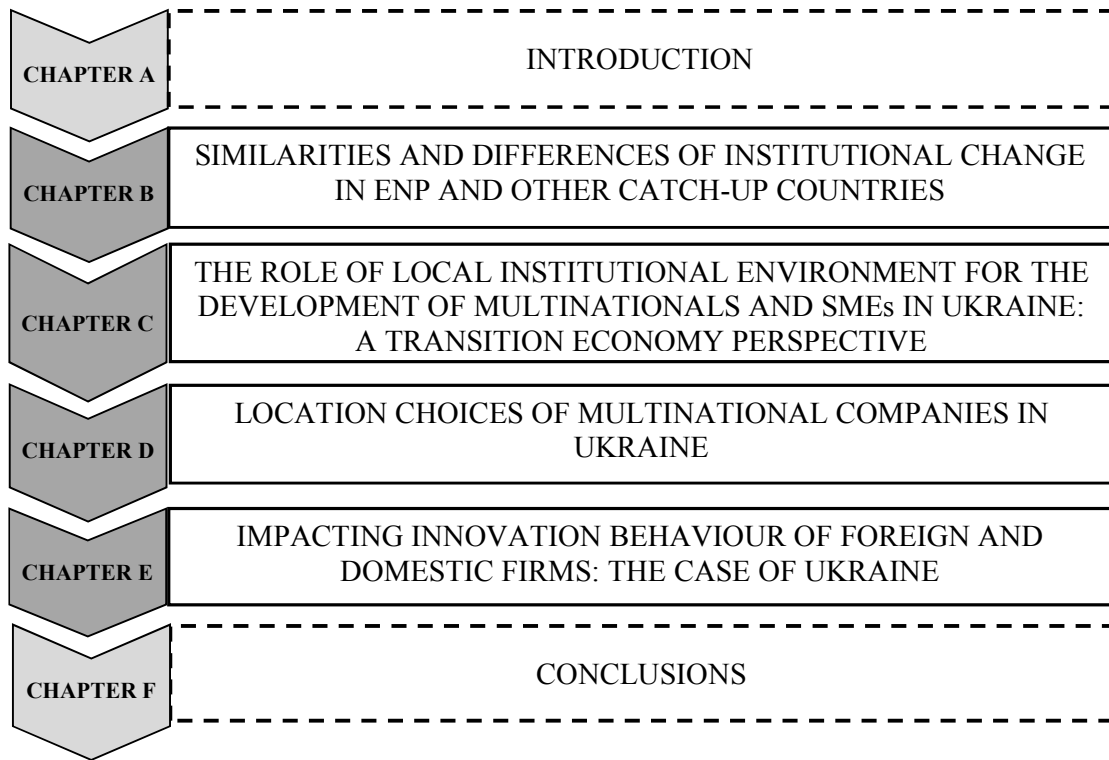 CHAPTER A
INTRODUCTION
CHAPTER B
SIMILARITIES AND DIFFERENCES OF INSTITUTIONAL CHANGE
IN ENP AND OTHER CATCH-UP COUNTRIES
CHAPTER C
THE ROLE OF LOCAL INSTITUTIONAL ENVIRONMENT FOR THE
DEVELOPMENT OF MULTINATIONALS AND SMEs IN UKRAINE:
A TRANSITION ECONOMY PERSPECTIVE
CHAPTER D
LOCATION CHOICES OF MULTINATIONAL COMPANIES IN
UKRAINE
CHAPTER E
IMPACTING INNOVATION BEHAVIOUR OF FOREIGN AND
DOMESTIC FIRMS: THE CASE OF UKRAINE
CHAPTER F
CONCLUSIONS